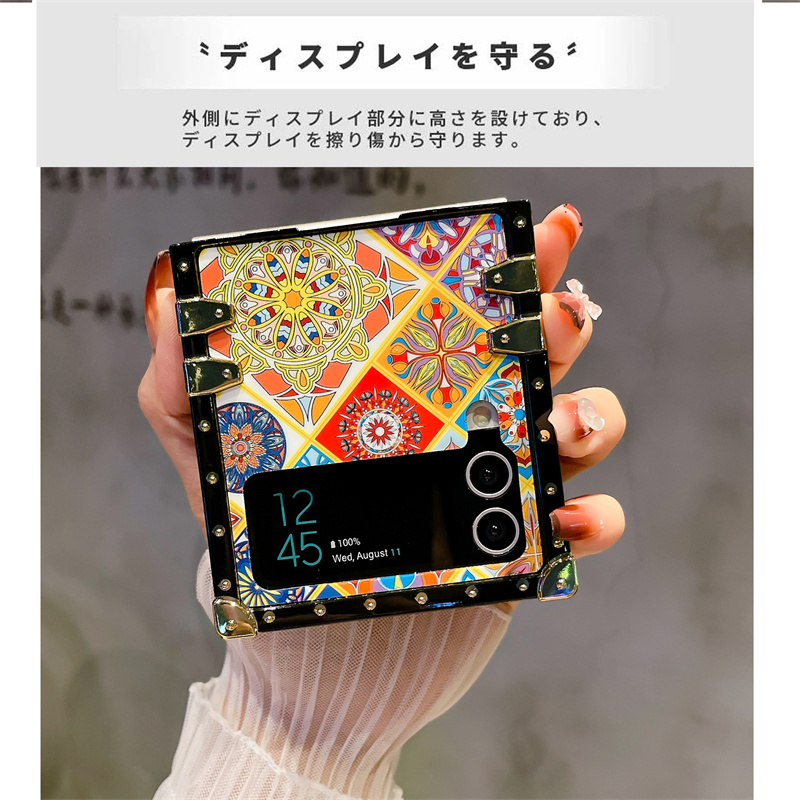 〝ディスプレイを守る〞
外側にディスプレイ部分に高さを設けており、
ディスプレイを擦り傷から守ります。
12
45
100%
Wed, August 11